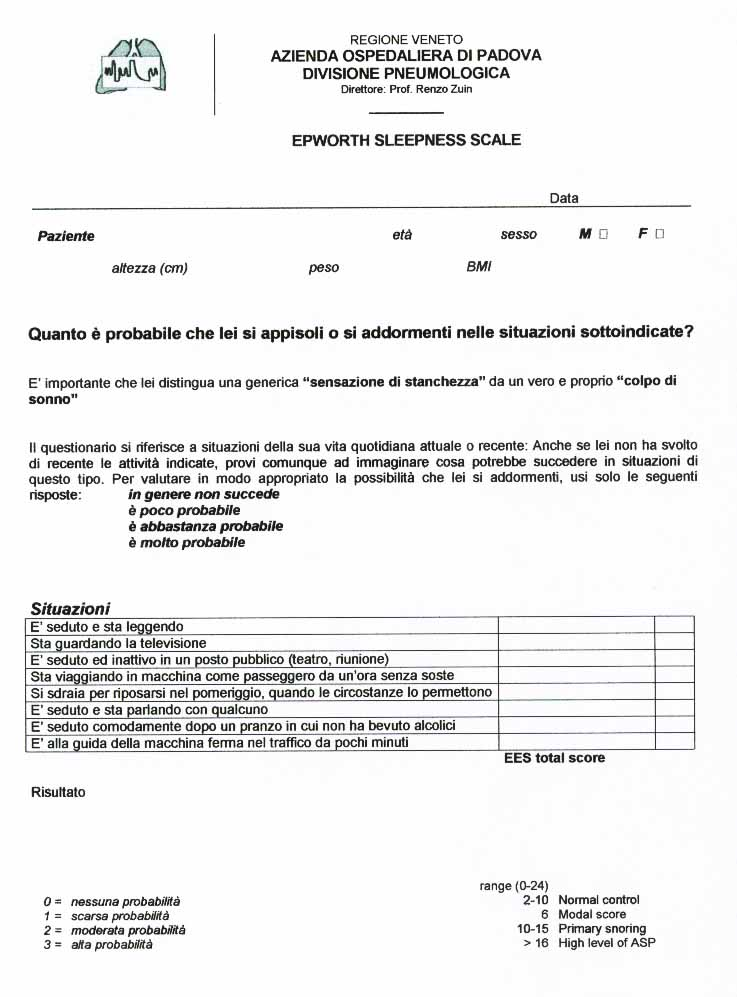 REGIONE VENETO
AZIENDA OSPEDALIERA DI PADOVA
DIVISIONE PNEUMOLOGICA
Direttore: Prof. Renzo Zuin
EPWORTH SLEEPNESS SCALE
Data
Paziente età sesso M □ F □
altezza (cm) peso BMI
Quanto è probabile che lei si appisoli o si addormenti nelle situazioni sottoindicate?
E' importante che lei distingua una generica “sensazione di stanchezza” da un vero e proprio “colpo di
sonno”
Il questionario si riferisce a situazioni della sua vita quotidiana attuale o recente: Anche se lei non ha svolto
di recente le attività indicate, provi comunque ad immaginare cosa potrebbe succedere in situazioni di
questo tipo. Per valutare in modo appropriato la possibilità che lei si addormenti, usi solo le seguenti
risposte: in genere non succede
è poco probabile
è abbastanza probabile
è molto probabile
Situazioni
E' seduto e sta leggendo
Sta guardando la televisione
E' seduto ed inattivo in un posto pubblico (teatro, riunione)
Sta viaggiando in macchina come passeggero da un'ora senza soste
Si sdraia per riposarsi nel pomeriggio, quando le circostanze lo permettono
E' seduto e sta parlando con qualcuno
E' seduto comodamente dopo un pranzo in cui non ha bevuto alcolici
E' alla guida della macchina ferma nel traffico da pochi minuti
EES total score
Risultato
0 = nessuna probabilità
1 = scarsa probabilità
2 = moderata probabilità
3 = alta probabilità
range (0-24)
2-10 Normal control
6 Modal score
10-15 Primary snoring
> 16 High level of ASP